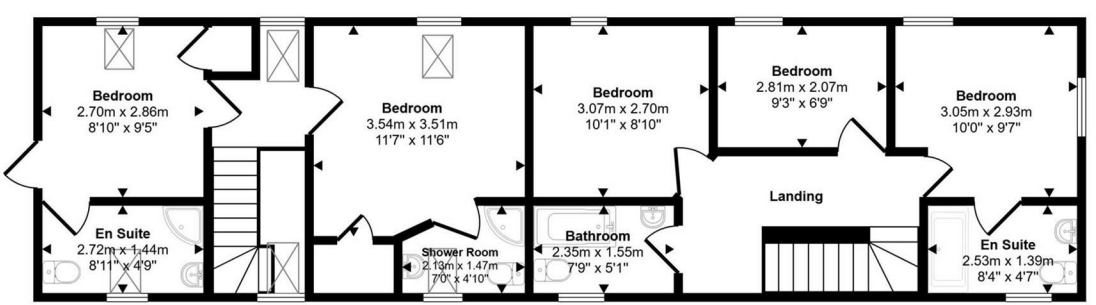 Bedroom
2.70m x 2.86m
8'10" x 9'5"
Bedroom
3.54m x 3.51m
11'7" x 11'6"
Bedroom
3.07m x 2.70m
10'1" x 8'10"
Bedroom
2.81m x 2.07m
9'3" x 6'9"
Bedroom
3.05m x 2.93m
10'0" x 9'7"
Landing
En Suite
2.72m x 1.44m
8'11" x 4'9"
Shower Room
2.13m x 1.47m
7'0" x 4'10"
Bathroom
2.35m x 1.55m
7'9" x 5'1"
En Suite
2.53m x 1.39m
8'4" x 4'7"